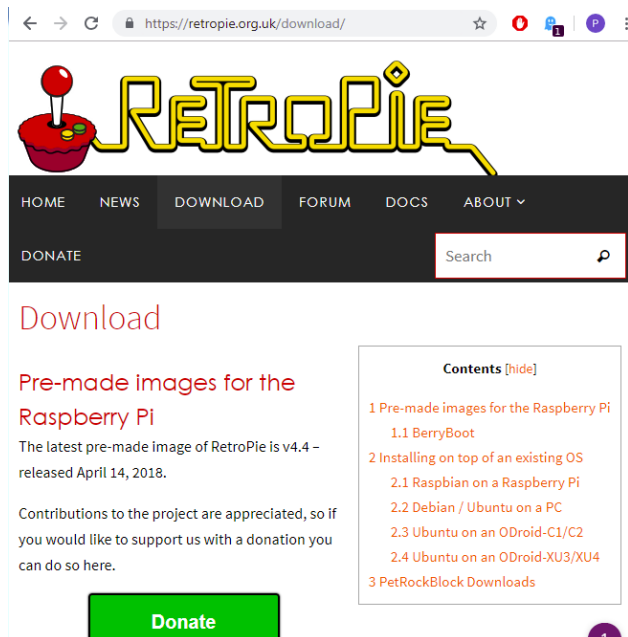 https://retropie.org.uk/download/
1
P
RETROPIE
HOME NEWS DOWNLOAD FORUM DOCS ABOUT
DONATE
Search
Download
Pre-made images for the
Raspberry Pi
The latest pre-made image of RetroPie is v4.4 –
released April 14, 2018.
Contributions to the project are appreciated, so if
you would like to support us with a donation you
can do so here.
Donate
Contents [hide]
1 Pre-made images for the Raspberry Pi
1.1 BerryBoot
2 Installing on top of an existing OS
2.1 Raspbian on a Raspberry Pi
2.2 Debian / Ubuntu on a PC
2.3 Ubuntu on an ODroid-C1/C2
2.4 Ubuntu on an ODroid-XU3/XU4
3 PetRockBlock Downloads